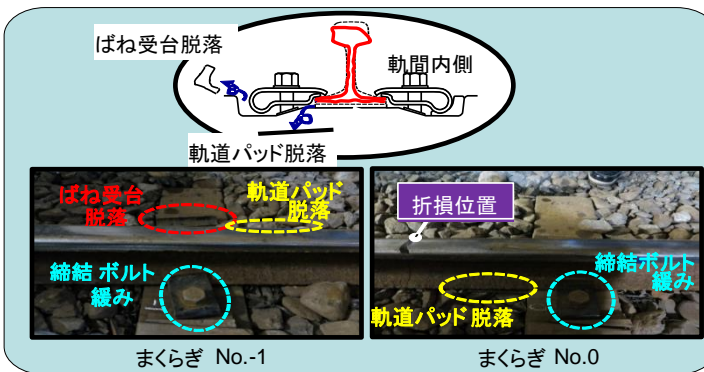 ばね受台脱落
軌間内側
軌道パッド脱落
ばね受台
脱落
軌道パッド
脱落
締結 ボルト
緩み
折損位置
締結ボルト
緩み
軌道パッド 脱落
まくらぎ No.-1
まくらぎ No.0